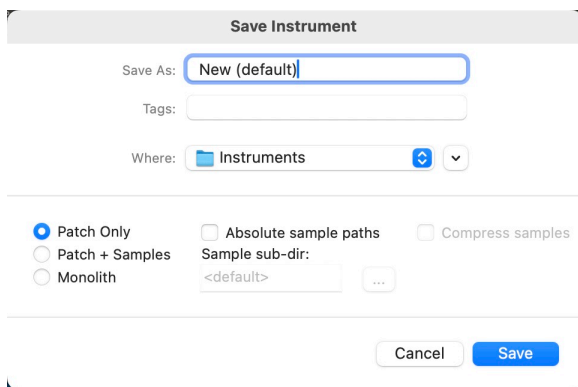 Save Instrument
Save As: New (default)
Tags:
Where: Instruments
Patch Only
Absolute sample paths
Compress samples
Patch + Samples
Sample sub-dir:
Monolith
<default>
...
Cancel
Save